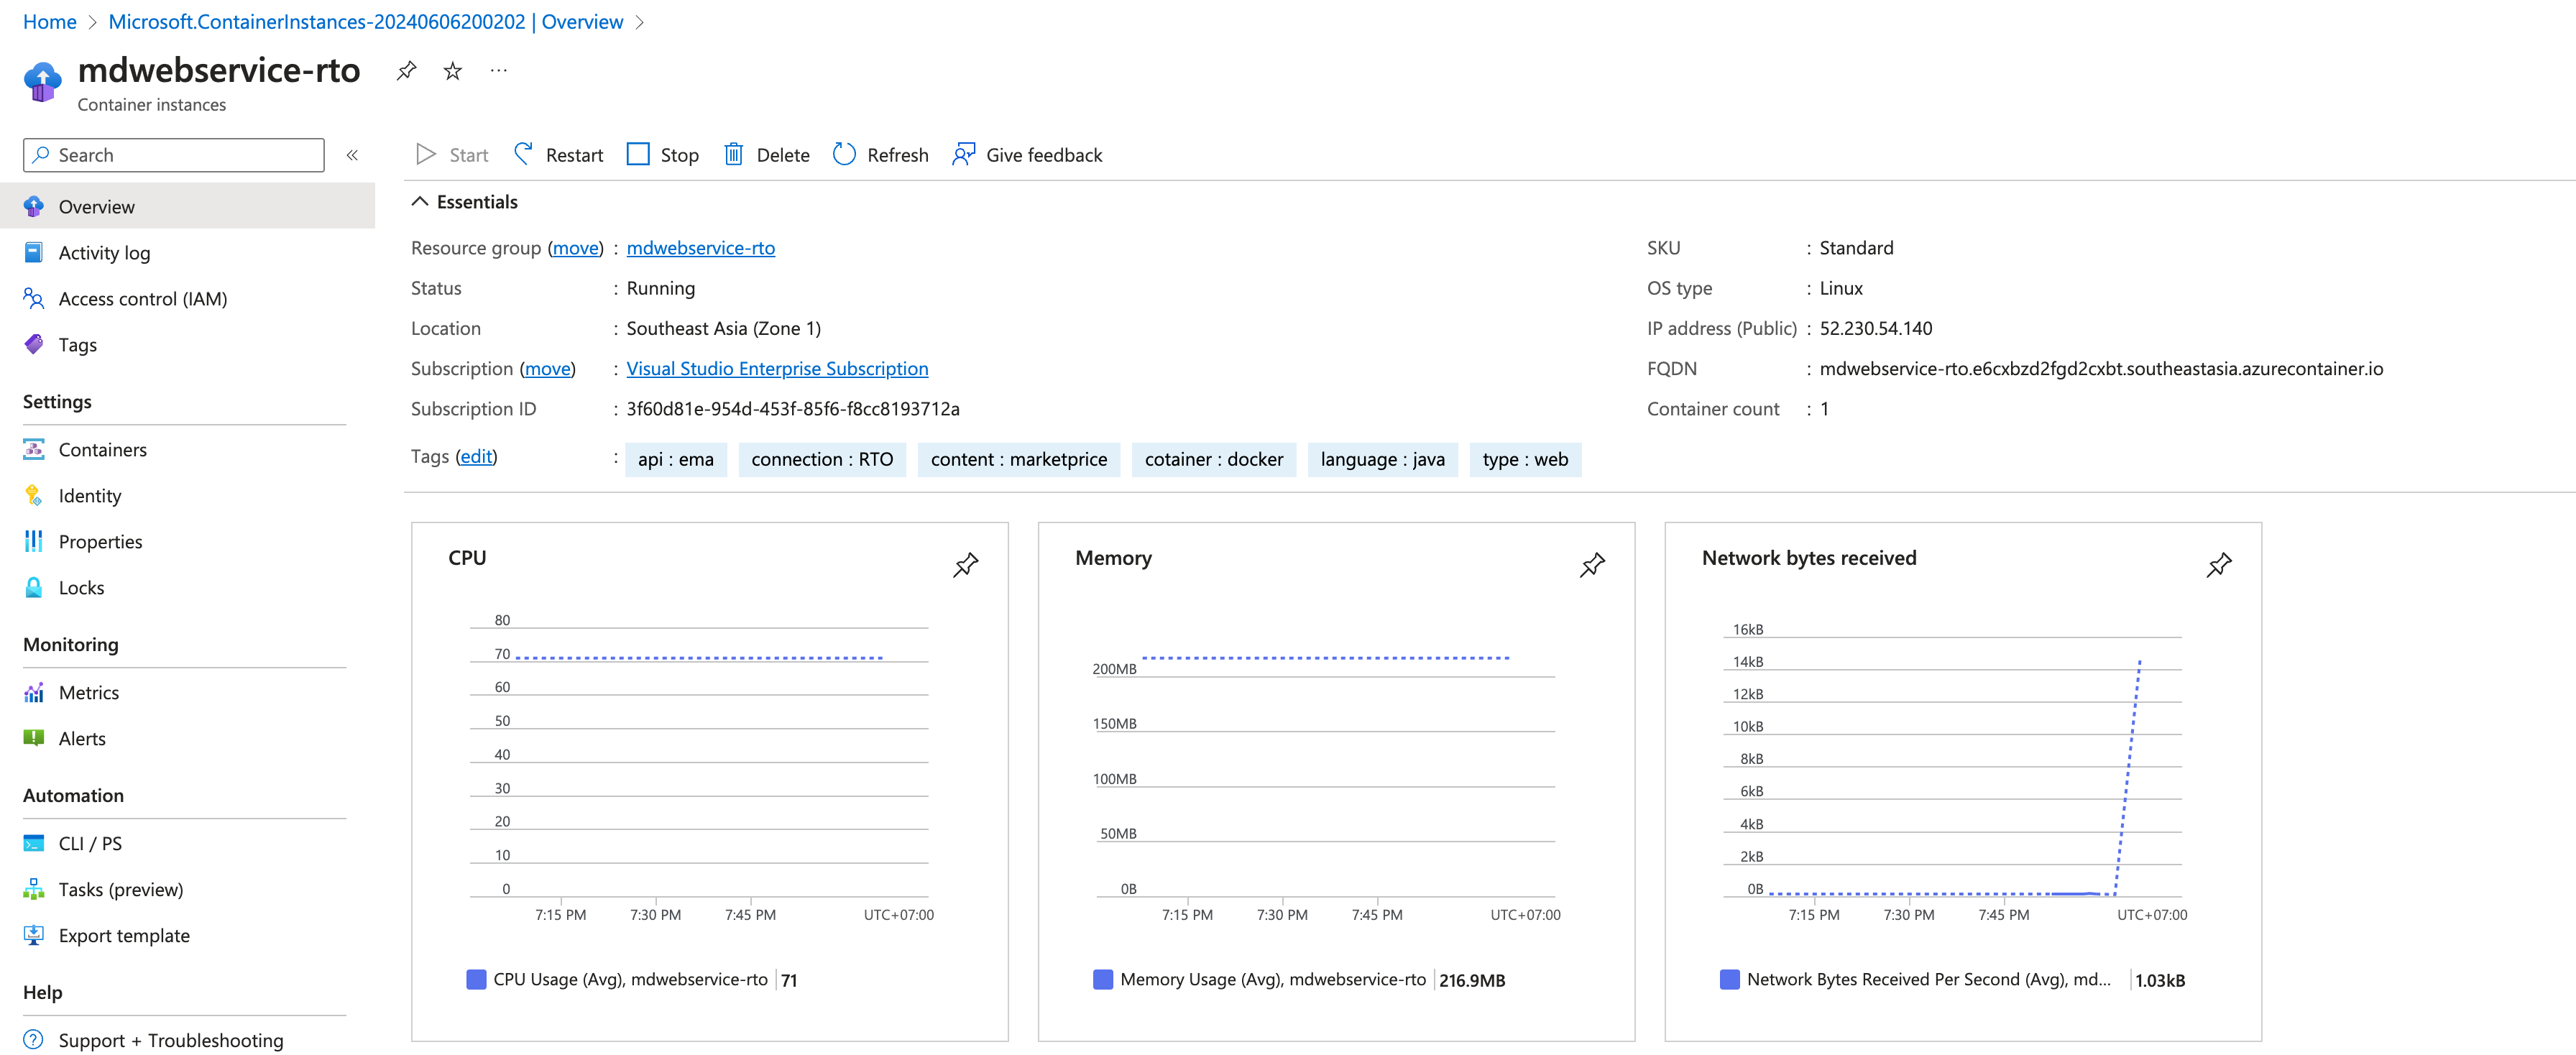 Home > Microsoft.ContainerInstances-20240606200202 | Overview >
mdwebservice-rto
Container instances
Search
Overview
Activity log
Access control (IAM)
Tags
Settings
Containers
Identity
Properties
Locks
Monitoring
Metrics
Alerts
Automation
CLI / PS
Tasks (preview)
Export template
Help
Support + Troubleshooting
Start Restart Stop Delete Refresh Give feedback
Essentials
Resource group (move) : mdwebservice-rto
Status : Running
Location : Southeast Asia (Zone 1)
Subscription (move) : Visual Studio Enterprise Subscription
Subscription ID : 3f60d81e-954d-453f-85f6-f8cc8193712a
SKU : Standard
OS type : Linux
IP address (Public) : 52.230.54.140
FQDN : mdwebservice-rto.e6cxbzd2fgd2cxbt.southeastasia.azurecontainer.io
Container count : 1
Tags (edit) : api : ema connection : RTO content : marketprice cotainer : docker language : java type : web
CPU
80
70
60
50
40
30
20
10
0
7:15 PM 7:30 PM 7:45 PM UTC+07:00
CPU Usage (Avg), mdwebservice-rto 71
Memory
200MB
150MB
100MB
50MB
0B
7:15 PM 7:30 PM 7:45 PM UTC+07:00
Memory Usage (Avg), mdwebservice-rto 216.9MB
Network bytes received
16kB
14kB
12kB
10kB
8kB
6kB
4kB
2kB
0B
7:15 PM 7:30 PM 7:45 PM UTC+07:00
Network Bytes Received Per Second (Avg), md... 1.03kB